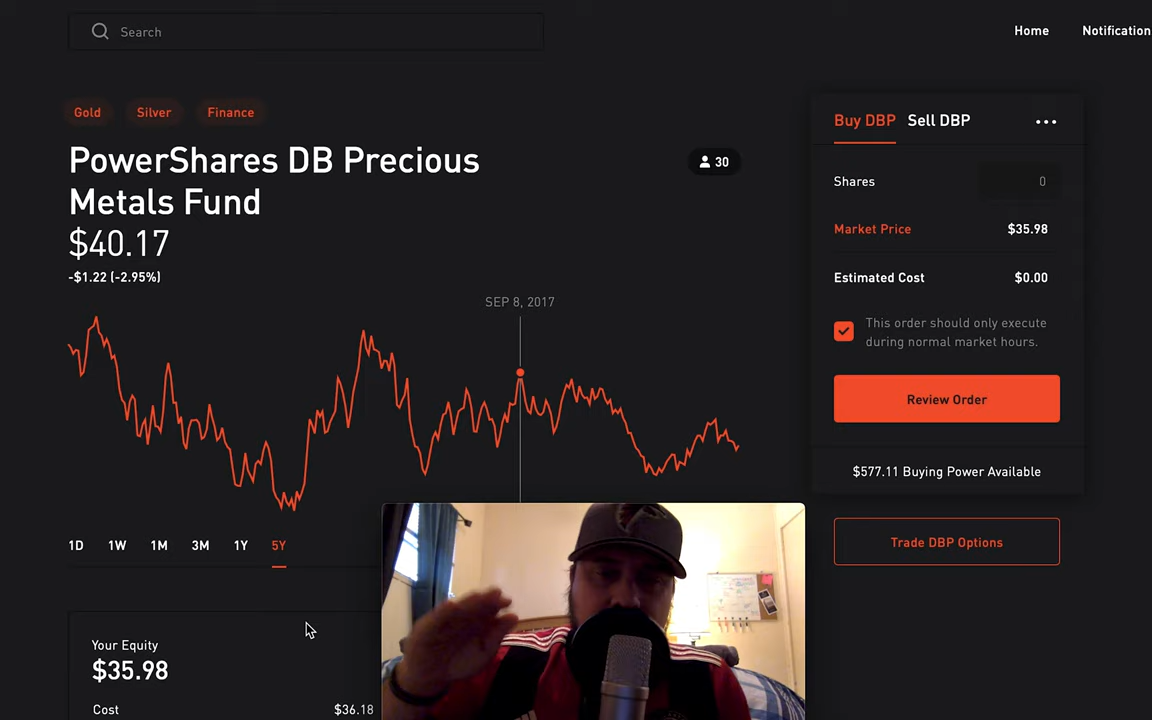 Search
Home
Notification
Gold
Silver
Finance
PowerShares DB Precious
Metals Fund
30
$40.17
-$1.22 (-2.95%)
SEP 8, 2017
1D
1W
1M
3M
1Y
5Y
Your Equity
$35.98
Cost
$36.18
Buy DBP
Sell DBP
Shares
0
Market Price
$35.98
Estimated Cost
$0.00
This order should only execute
during normal market hours.
Review Order
$577.11 Buying Power Available
Trade DBP Options